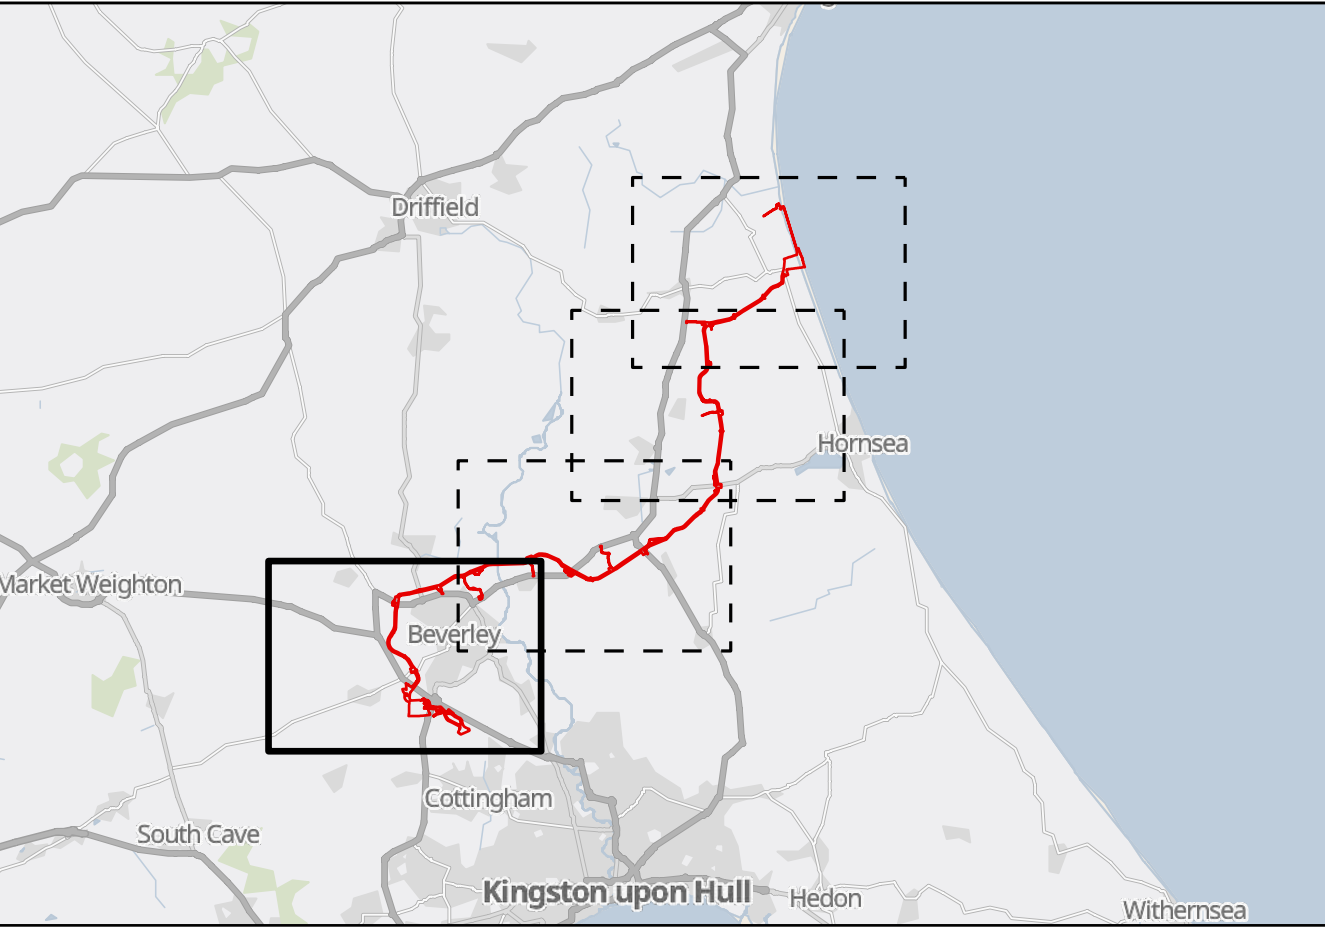 Driffield
Hornsea
Market Weighton
Beverley
Cottingham
South Cave
Kingston upon Hull
Hedon
Withernsea